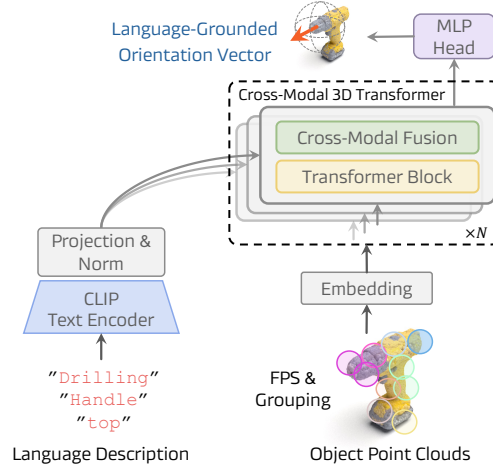 Language-Grounded
Orientation Vector
MLP
Head
Cross-Modal 3D Transformer
Cross-Modal Fusion
Transformer Block
×N
Projection &
Norm
CLIP
Text Encoder
Embedding
"Drilling"
"Handle"
"top"
FPS &
Grouping
Language Description
Object Point Clouds